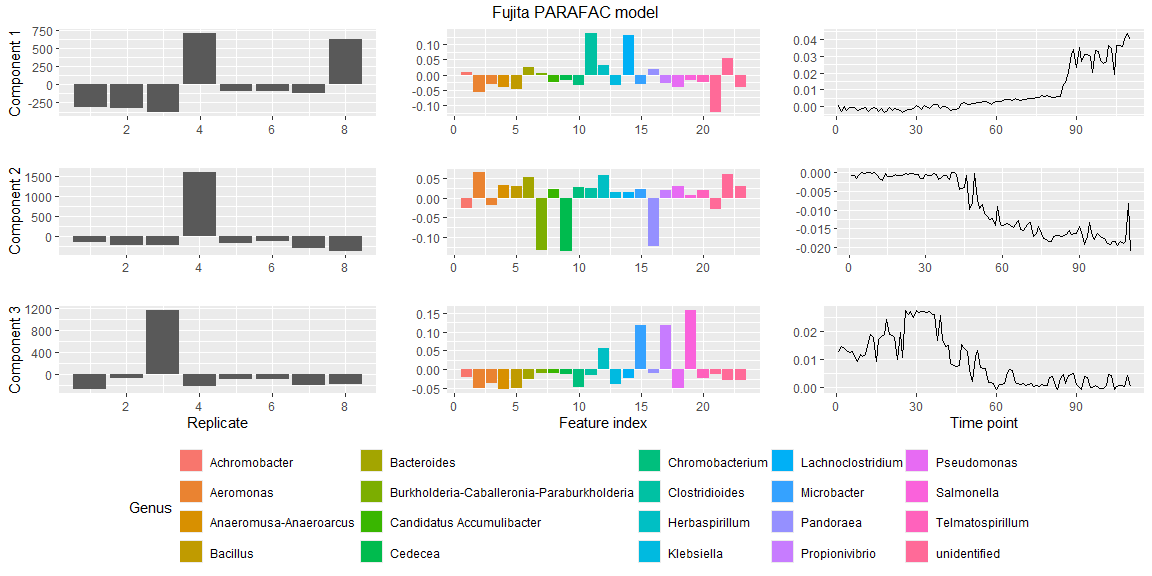 Fujita PARAFAC model
Component 1
750
500
250
0
-250
2 4 6 8
0.10
0.05
0.00
-0.05
-0.10
0 5 10 15 20
0.04
0.03
0.02
0.01
0.00
0 30 60 90
Component 2
1500
1000
500
0
2 4 6 8
0.05
0.00
-0.05
-0.10
0 5 10 15 20
0.000
-0.005
-0.010
-0.015
-0.020
0 30 60 90
Component 3
1200
800
400
0
2 4 6 8
Replicate
0.15
0.10
0.05
0.00
-0.05
0 5 10 15 20
Feature index
0.02
0.01
0.00
0 30 60 90
Time point
Genus
Achromobacter
Aeromonas
Anaeromusa-Anaeroarcus
Bacillus
Bacteroides
Burkholderia-Caballeronia-Paraburkholderia
Candidatus Accumulibacter
Cedecea
Chromobacterium
Clostridioides
Herbaspirillum
Klebsiella
Lachnoclostridium
Microbacter
Pandoraea
Propionivibrio
Pseudomonas
Salmonella
Telmatospirillum
unidentified